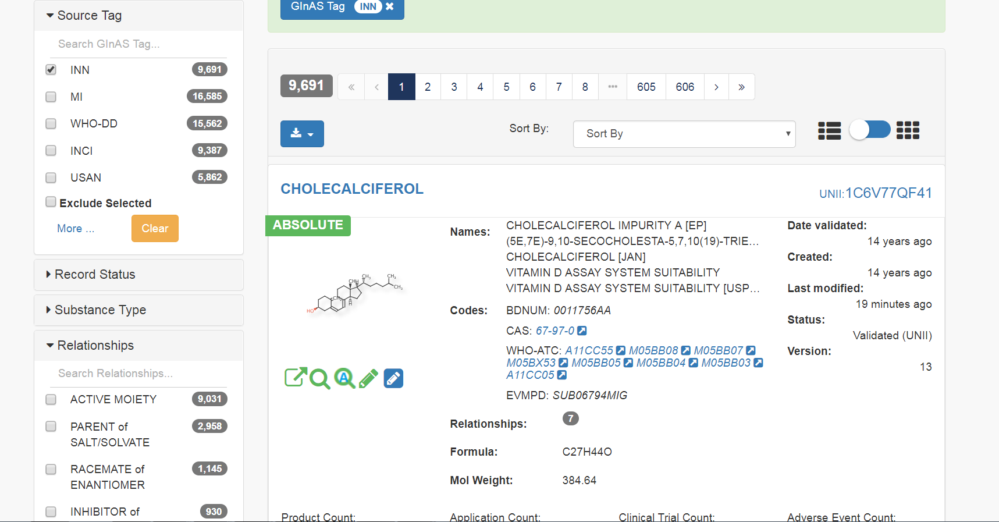 Source Tag
Search GInAS Tag...
INN 9,691
MI 16,585
WHO-DD 15,562
INCI 9,387
USAN 5,862
Exclude Selected
More ... Clear
Record Status
Substance Type
Relationships
Search Relationships...
ACTIVE MOIETY 9,031
PARENT of 2,958
SALT/SOLVATE
RACEMATE of 1,145
ENANTIOMER
INHIBITOR of 930
GInAS Tag INN ✖
9,691 « ‹ 1 2 3 4 5 6 7 8 ... 605 606 › »
Sort By: Sort By
CHOLECALCIFEROL
UNII:1C6V77QF41
ABSOLUTE
CH3
CH3
CH3
CH3
H
H
CH2
HO
A
Names:
CHOLECALCIFEROL IMPURITY A [EP]
(5E,7E)-9,10-SECOCHOLESTA-5,7,10(19)-TRIE...
CHOLECALCIFEROL [JAN]
VITAMIN D ASSAY SYSTEM SUITABILITY
VITAMIN D ASSAY SYSTEM SUITABILITY [USP...
Codes: BDNUM: 0011756AA
CAS: 67-97-0
WHO-ATC: A11CC55 M05BB08 M05BB07
M05BX53 M05BB05 M05BB04 M05BB03
A11CC05
EVMPD: SUB06794MIG
Relationships: 7
Formula: C27H44O
Mol Weight: 384.64
Date validated:
14 years ago
Created:
14 years ago
Last modified:
19 minutes ago
Status:
Validated (UNII)
Version:
13
Product Count: Application Count: Clinical Trial Count: Adverse Event Count: